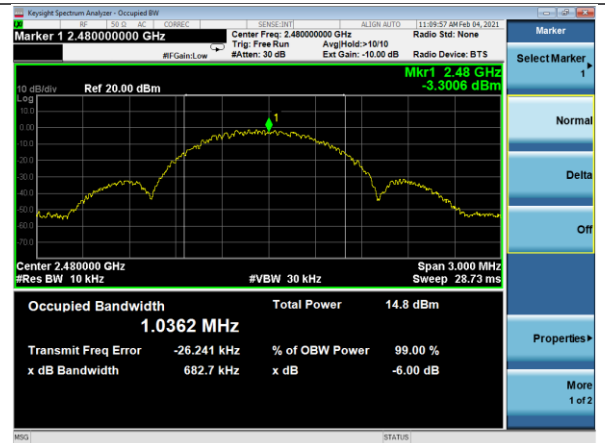 Keysight Spectrum Analyzer - Occupied BW
LXI RF 50 Ω AC CORREC SENSE:INT ALIGN AUTO 11:09:57 AM Feb 04, 2021
Marker 1 2.480000000 GHz
Center Freq: 2.480000000 GHz
Radio Std: None
Trig: Free Run Avg|Hold:>10/10
#IFGain:Low #Atten: 30 dB Ext Gain: -10.00 dB Radio Device: BTS
Mkr1 2.48 GHz
10 dB/div Ref 20.00 dBm -3.3006 dBm
Log
10.0
1
0.00
-10.0
-20.0
-30.0
-40.0
-50.0
-60.0
-70.0
Center 2.480000 GHz Span 3.000 MHz
#Res BW 10 kHz #VBW 30 kHz Sweep 28.73 ms
Occupied Bandwidth Total Power 14.8 dBm
1.0362 MHz
Transmit Freq Error -26.241 kHz % of OBW Power 99.00 %
x dB Bandwidth 682.7 kHz x dB -6.00 dB
MSG STATUS
Marker
Select Marker
1
Normal
Delta
Off
Properties
More
1 of 2